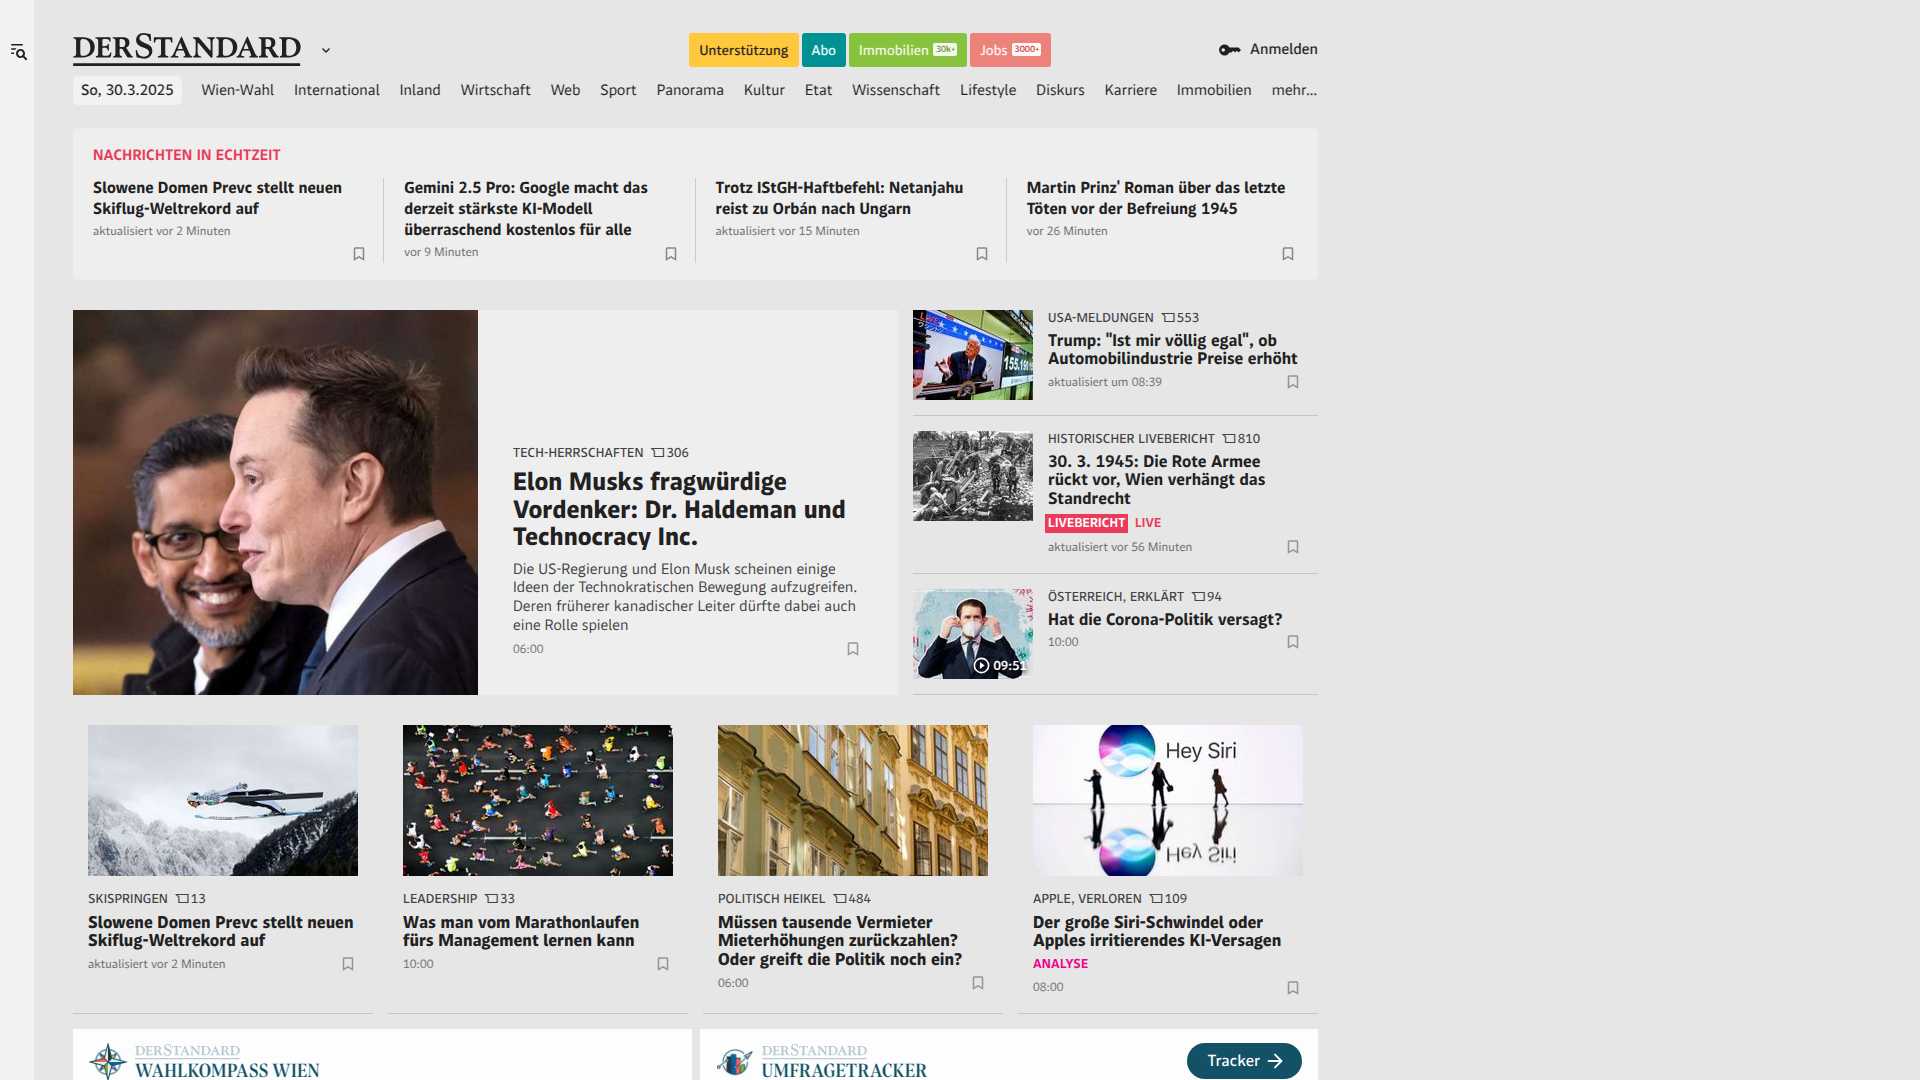 DERSTANDARD
Unterstützung
Abo
Immobilien 30k+
Jobs 3000+
Anmelden
So, 30.3.2025
Wien-Wahl
International
Inland
Wirtschaft
Web
Sport
Panorama
Kultur
Etat
Wissenschaft
Lifestyle
Diskurs
Karriere
Immobilien
mehr...
NACHRICHTEN IN ECHTZEIT
Slowene Domen Prevc stellt neuen
Skiflug-Weltrekord auf
aktualisiert vor 2 Minuten
Gemini 2.5 Pro: Google macht das
derzeit stärkste KI-Modell
überraschend kostenlos für alle
vor 9 Minuten
Trotz IStGH-Haftbefehl: Netanjahu
reist zu Orbán nach Ungarn
aktualisiert vor 15 Minuten
Martin Prinz' Roman über das letzte
Töten vor der Befreiung 1945
vor 26 Minuten
TECH-HERRSCHAFTEN 306
Elon Musks fragwürdige
Vordenker: Dr. Haldeman und
Technocracy Inc.
Die US-Regierung und Elon Musk scheinen einige
Ideen der Technokratischen Bewegung aufzugreifen.
Deren früherer kanadischer Leiter dürfte dabei auch
eine Rolle spielen
06:00
USA-MELDUNGEN 553
Trump: "Ist mir völlig egal", ob
Automobilindustrie Preise erhöht
aktualisiert um 08:39
HISTORISCHER LIVEBERICHT 810
30. 3. 1945: Die Rote Armee
rückt vor, Wien verhängt das
Standrecht
LIVEBERICHT LIVE
aktualisiert vor 56 Minuten
09:51
ÖSTERREICH, ERKLÄRT 94
Hat die Corona-Politik versagt?
10:00
SKISPRINGEN 13
Slowene Domen Prevc stellt neuen
Skiflug-Weltrekord auf
aktualisiert vor 2 Minuten
LEADERSHIP 33
Was man vom Marathonlaufen
fürs Management lernen kann
10:00
POLITISCH HEIKEL 484
Müssen tausende Vermieter
Mieterhöhungen zurückzahlen?
Oder greift die Politik noch ein?
06:00
Hey Siri
APPLE, VERLOREN 109
Der große Siri-Schwindel oder
Apples irritierendes KI-Versagen
ANALYSE
08:00
DERSTANDARD
WAHLKOMPASS WIEN
DERSTANDARD
UMFRAGETRACKER
Tracker